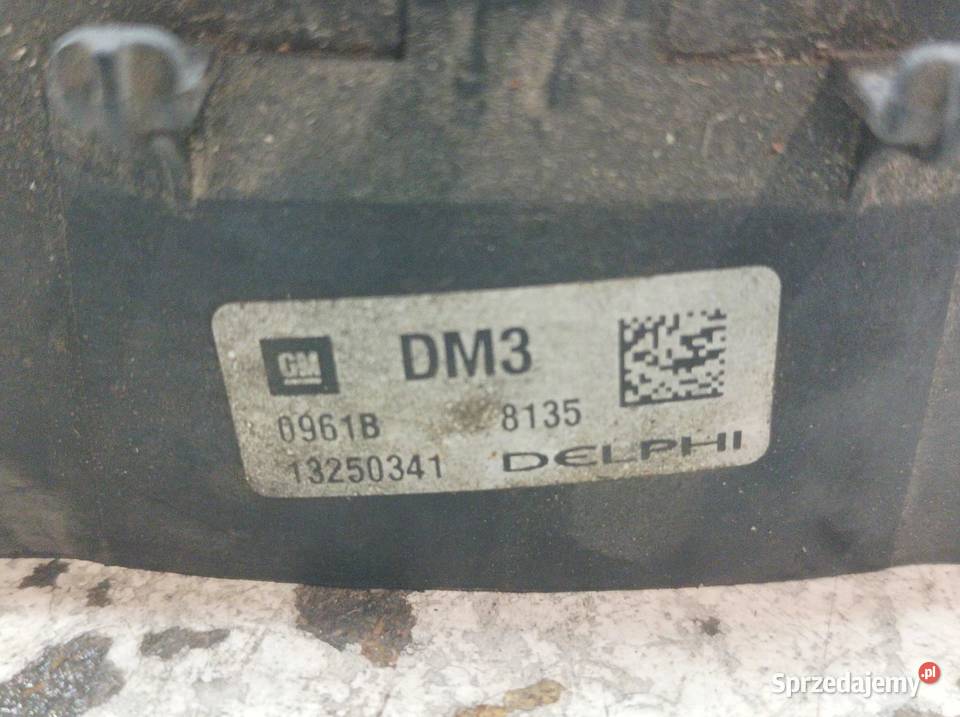 GM DM3
0961B 8135
13250341 DELPHI
Sprzedajemy.pl